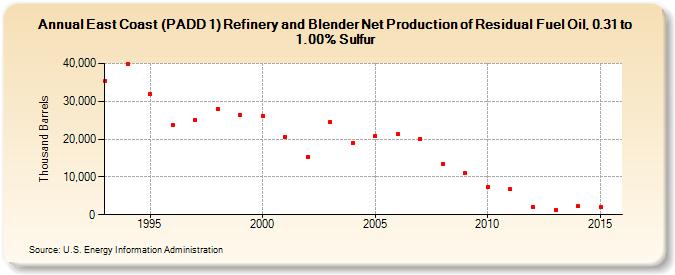 Annual East Coast (PADD 1) Refinery and Blender Net Production of Residual Fuel Oil, 0.31 to
1.00% Sulfur
Thousand Barrels
40,000
30,000
20,000
10,000
0
1995
2000
2005
2010
2015
Source: U.S. Energy Information Administration